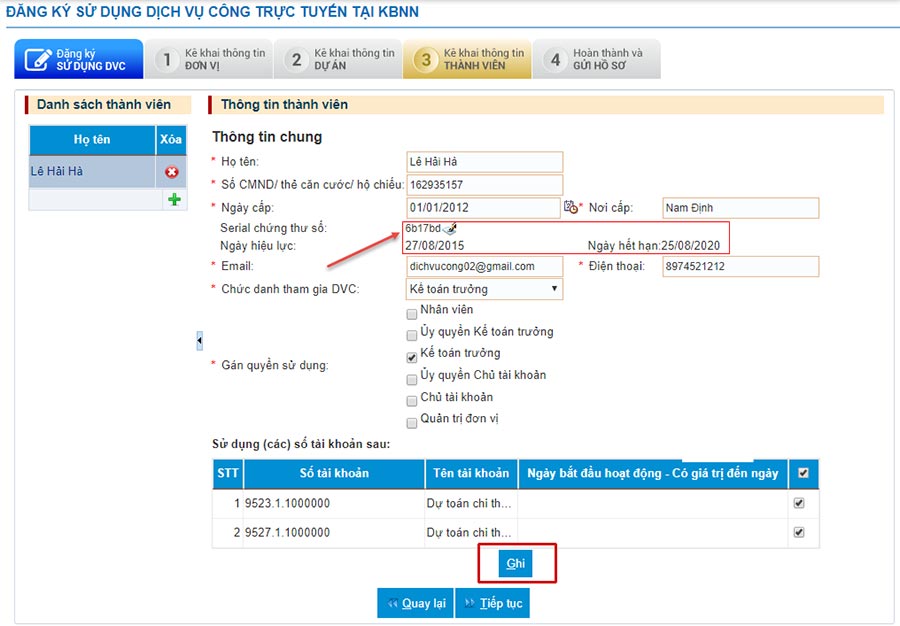 ĐĂNG KÝ SỬ DỤNG DỊCH VỤ CÔNG TRỰC TUYẾN TẠI KBNN
Đăng ký
SỬ DỤNG DVC
1
Kê khai thông tin
ĐƠN VỊ
2
Kê khai thông tin
DỰ ÁN
3
Kê khai thông tin
THÀNH VIÊN
4
Hoàn thành và
GỬI HỒ SƠ
Danh sách thành viên
Họ tên Xóa
Lê Hải Hà
Thông tin thành viên
Thông tin chung
* Họ tên: Lê Hải Hà
* Số CMND/ thẻ căn cước/ hộ chiếu: 162935157
* Ngày cấp: 01/01/2012 * Nơi cấp: Nam Định
Serial chứng thư số: 6b17bd
Ngày hiệu lực: 27/08/2015 Ngày hết hạn:25/08/2020
* Email: dichvucong02@gmail.com * Điện thoại: 8974521212
* Chức danh tham gia DVC: Kế toán trưởng
* Gán quyền sử dụng:
Nhân viên
Ủy quyền Kế toán trưởng
Kế toán trưởng
Ủy quyền Chủ tài khoản
Chủ tài khoản
Quản trị đơn vị
Sử dụng (các) số tài khoản sau:
STT Số tài khoản Tên tài khoản Ngày bắt đầu hoạt động - Có giá trị đến ngày
1 9523.1.1000000 Dự toán chi th...
2 9527.1.1000000 Dự toán chi th...
Ghi
Quay lại Tiếp tục